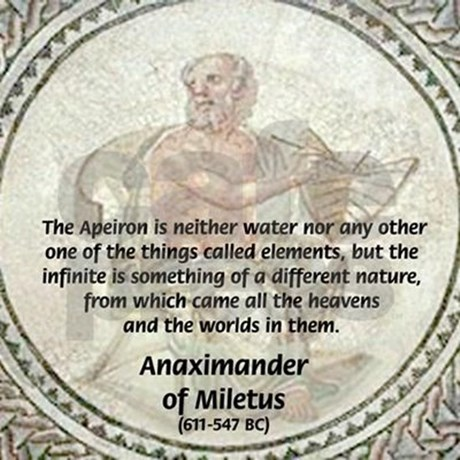 The Apeiron is neither water nor any other
one of the things called elements, but the
infinite is something of a different nature,
from which came all the heavens
and the worlds in them.
Anaximander
of Miletus
(611-547 BC)